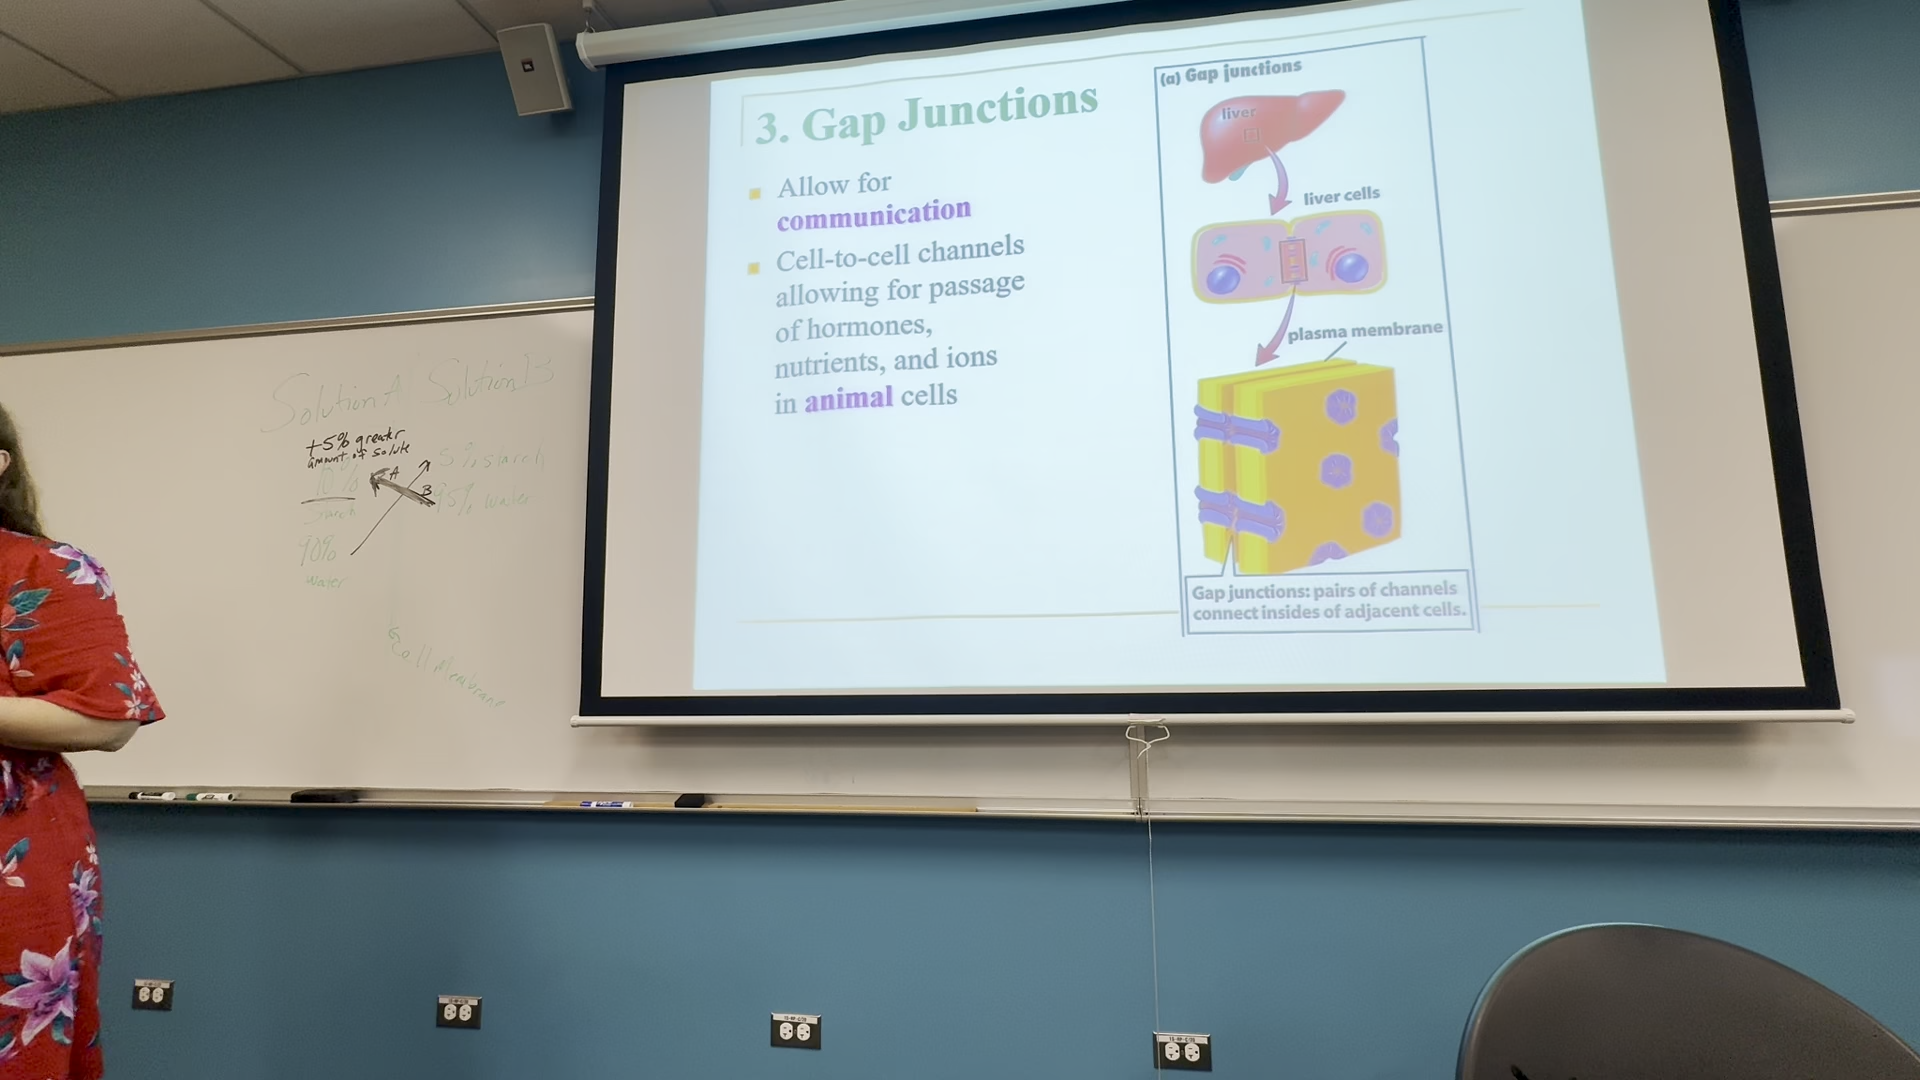 3. Gap Junctions
Allow for
communication
Cell-to-cell channels
allowing for passage
of hormones,
nutrients, and ions
in animal cells
(a) Gap junctions
liver
liver cells
plasma membrane
Gap junctions: pairs of channels
connect insides of adjacent cells.
Solution A
Solution B
+5% greater
amount of solute
10%
Starch
90%
water
A
B
5% starch
95% water
Cell Membrane